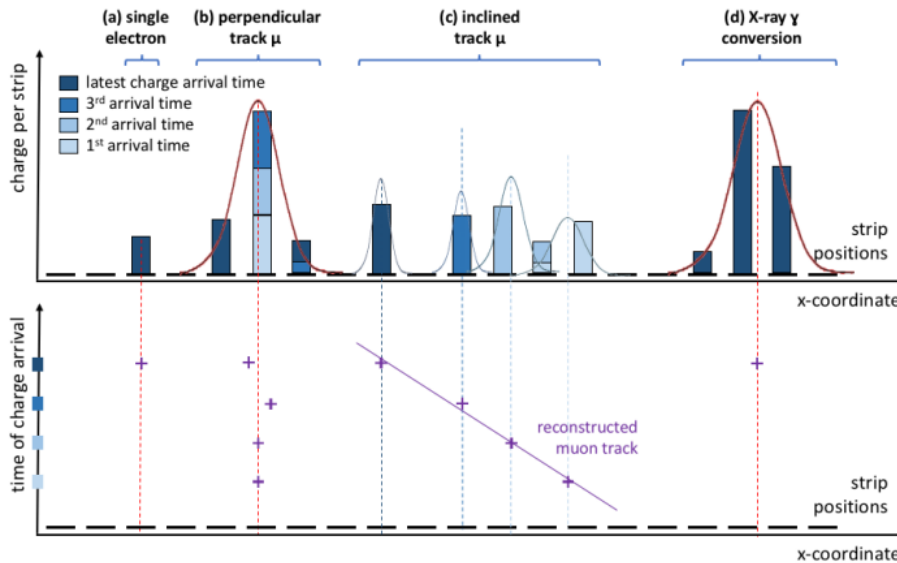 (a) single
electron
(b) perpendicular
track μ
(c) inclined
track μ
(d) X-ray ɣ
conversion
latest charge arrival time
3rd arrival time
2nd arrival time
1st arrival time
charge per strip
strip
positions
x-coordinate
time of charge arrival
reconstructed
muon track
strip
positions
x-coordinate